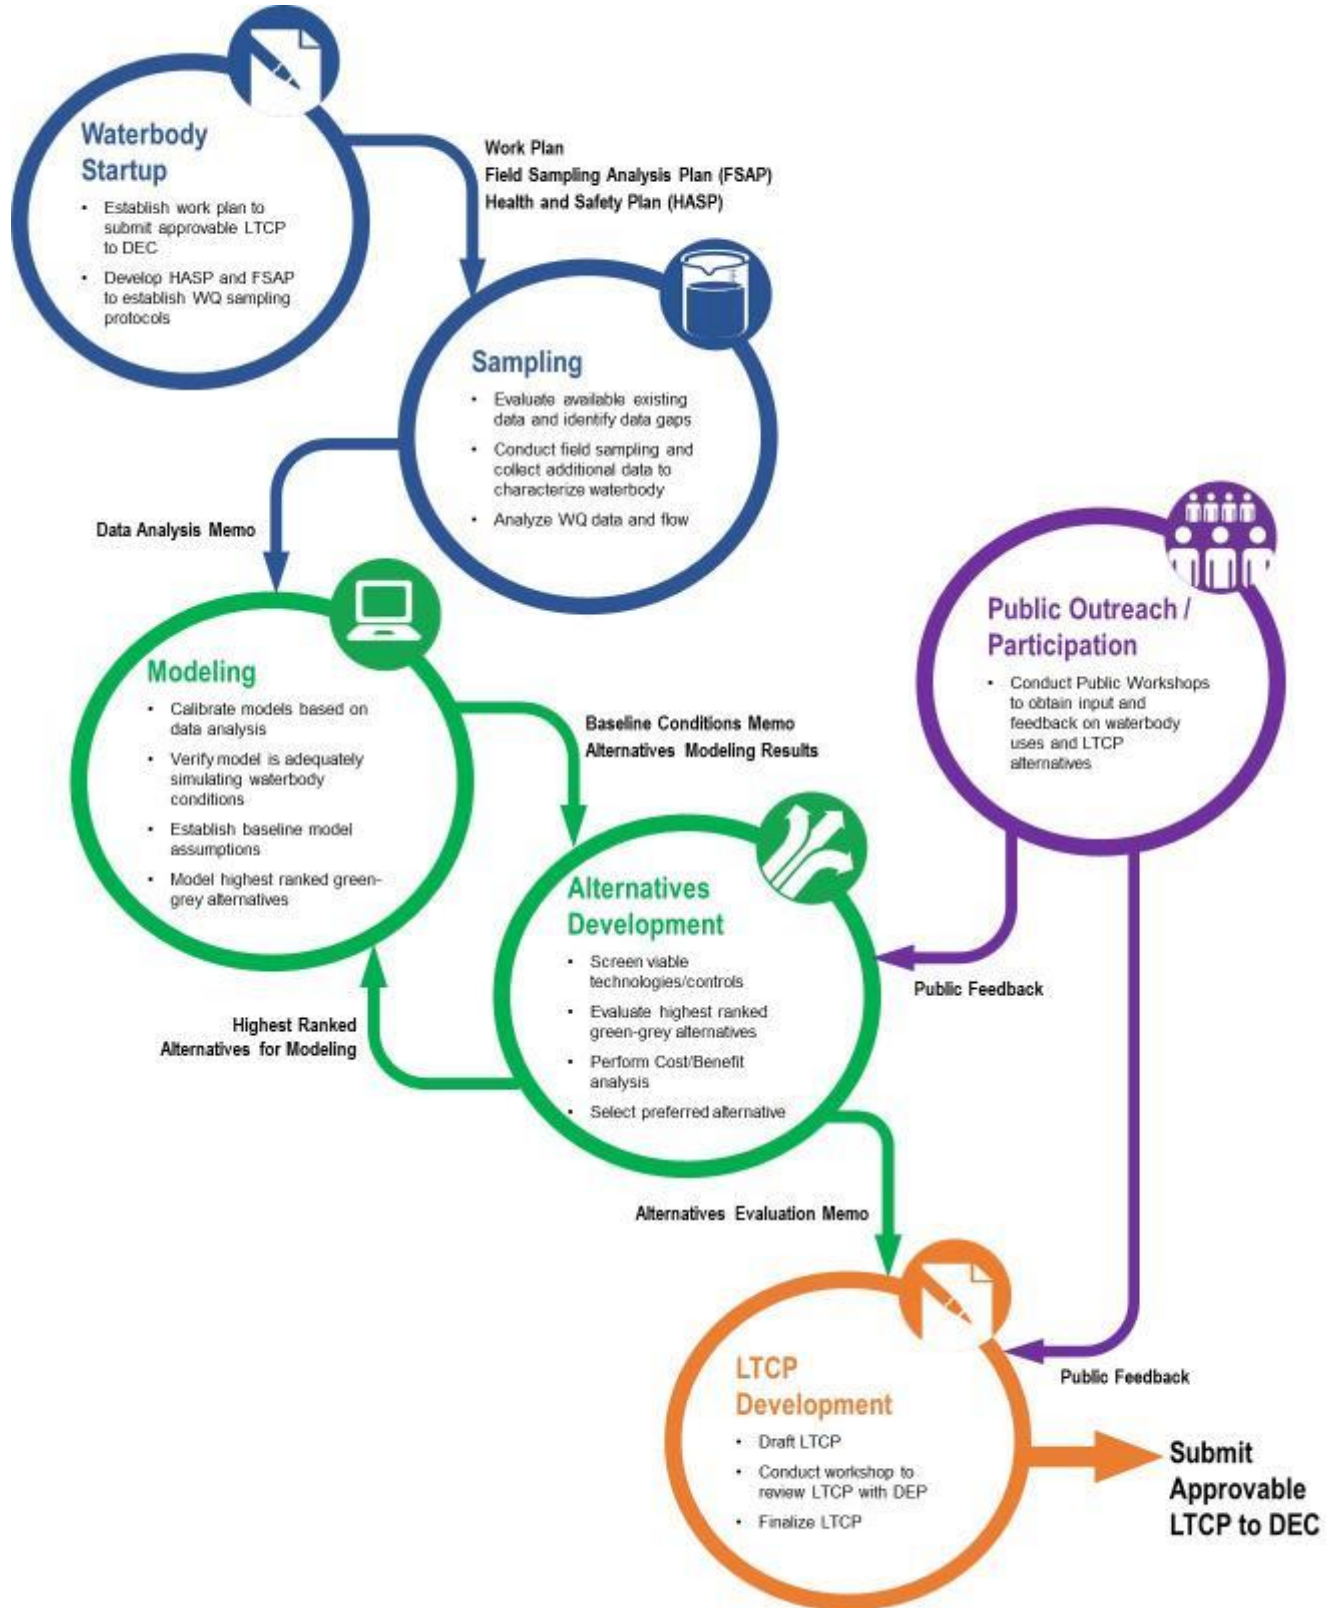 Waterbody
Startup
• Establish work plan to
submit approvable LTCP
to DEC
• Develop HASP and FSAP
to establish WQ sampling
protocols
Work Plan
Field Sampling Analysis Plan (FSAP)
Health and Safety Plan (HASP)
Sampling
• Evaluate available existing
data and identify data gaps
• Conduct field sampling and
collect additional data to
characterize waterbody
• Analyze WQ data and flow
Data Analysis Memo
Modeling
• Calibrate models based on
data analysis
• Verify model is adequately
simulating waterbody
conditions
• Establish baseline model
assumptions
• Model highest ranked green-
grey alternatives
Baseline Conditions Memo
Alternatives Modeling Results
Public Outreach /
Participation
• Conduct Public Workshops
to obtain input and
feedback on waterbody
uses and LTCP
alternatives
Alternatives
Development
• Screen viable
technologies/controls
• Evaluate highest ranked
green-grey alternatives
• Perform Cost/Benefit
analysis
• Select preferred alternative
Public Feedback
Highest Ranked
Alternatives for Modeling
Alternatives Evaluation Memo
LTCP
Development
• Draft LTCP
• Conduct workshop to
review LTCP with DEP
• Finalize LTCP
Public Feedback
Submit
Approvable
LTCP to DEC